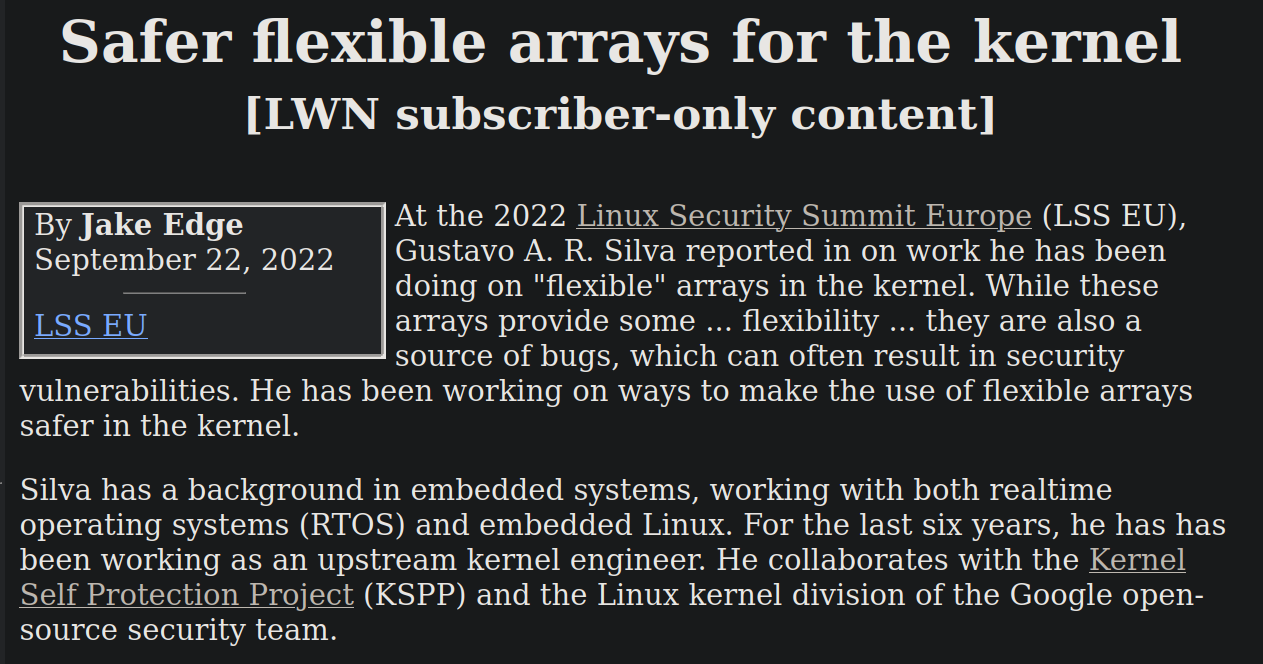 Safer flexible arrays for the kernel
[LWN subscriber-only content]
By Jake Edge
September 22, 2022
LSS EU
At the 2022 Linux Security Summit Europe (LSS EU),
Gustavo A. R. Silva reported in on work he has been
doing on "flexible" arrays in the kernel. While these
arrays provide some ... flexibility ... they are also a
source of bugs, which can often result in security
vulnerabilities. He has been working on ways to make the use of flexible arrays
safer in the kernel.
Silva has a background in embedded systems, working with both realtime
operating systems (RTOS) and embedded Linux. For the last six years, he has has
been working as an upstream kernel engineer. He collaborates with the Kernel
Self Protection Project (KSPP) and the Linux kernel division of the Google open-
source security team.